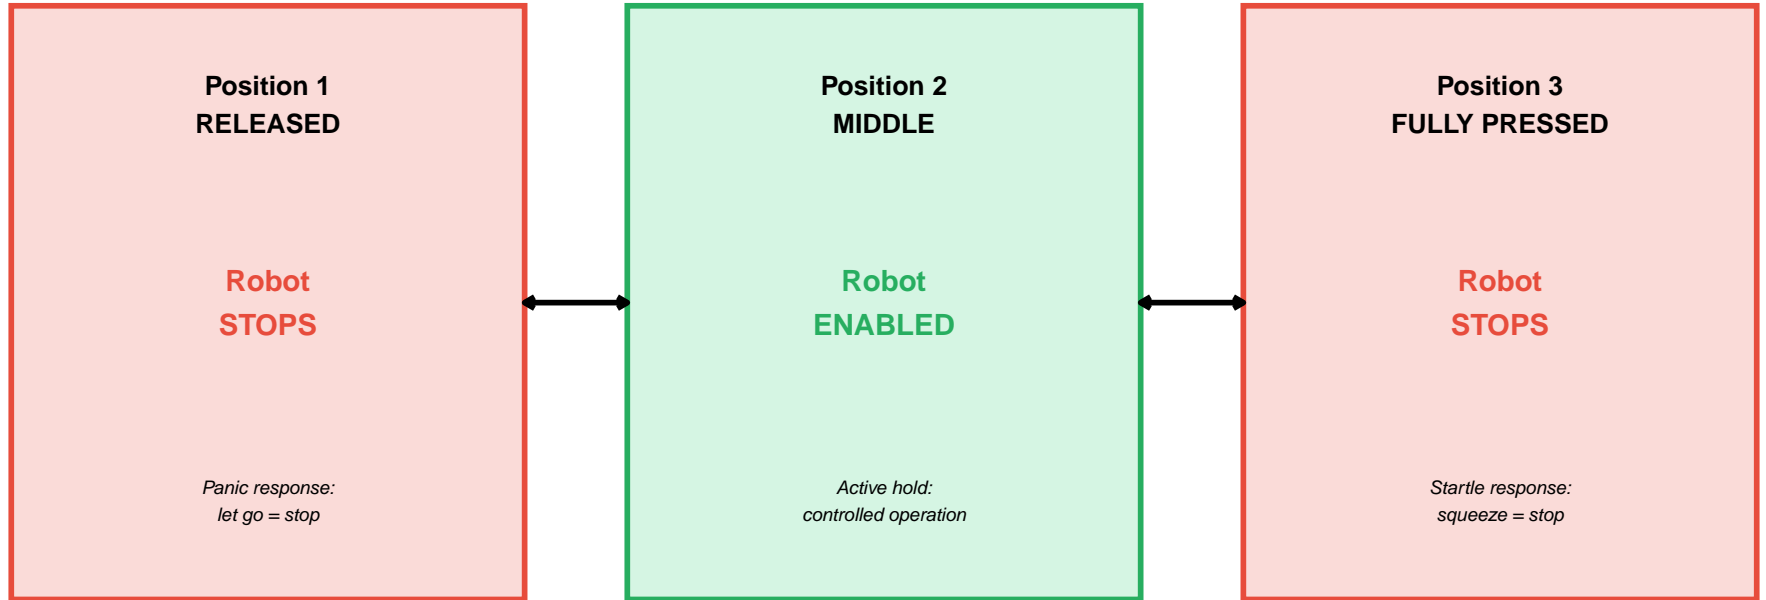 Position 1
RELEASED
Robot
STOPS
Panic response:
let go = stop
Position 2
MIDDLE
Robot
ENABLED
Active hold:
controlled operation
Position 3
FULLY PRESSED
Robot
STOPS
Startle response:
squeeze = stop